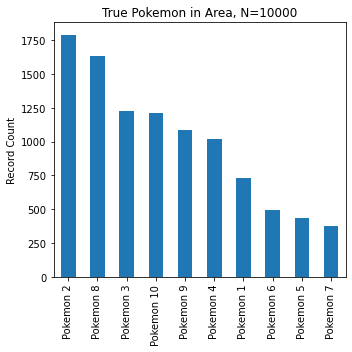 True Pokemon in Area, N=10000
Record Count
1750
1500
1250
1000
750
500
250
0
Pokemon 2
Pokemon 8
Pokemon 3
Pokemon 10
Pokemon 9
Pokemon 4
Pokemon 1
Pokemon 6
Pokemon 5
Pokemon 7